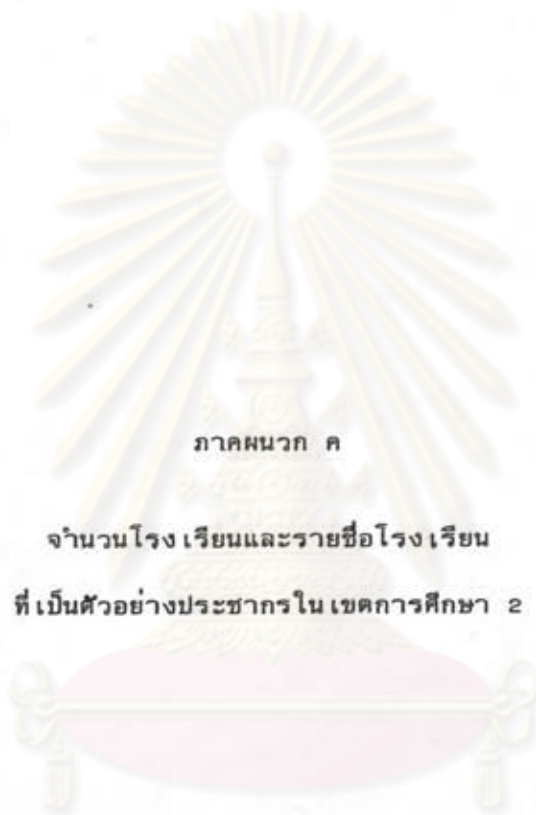 ภาคผนวก ค
จำนวนโรงเรียนและรายชื่อโรงเรียน
ที่เป็นตัวอย่างประชากรในเขตการศึกษา 2